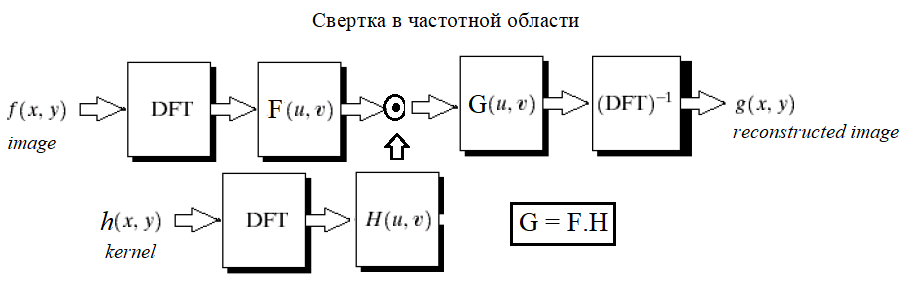 Свертка в частотной области
f(x, y)
image
DFT
F(u, v)
G(u, v)
(DFT)⁻¹
g(x, y)
reconstructed image
h(x, y)
kernel
DFT
H(u, v)
G = F.H